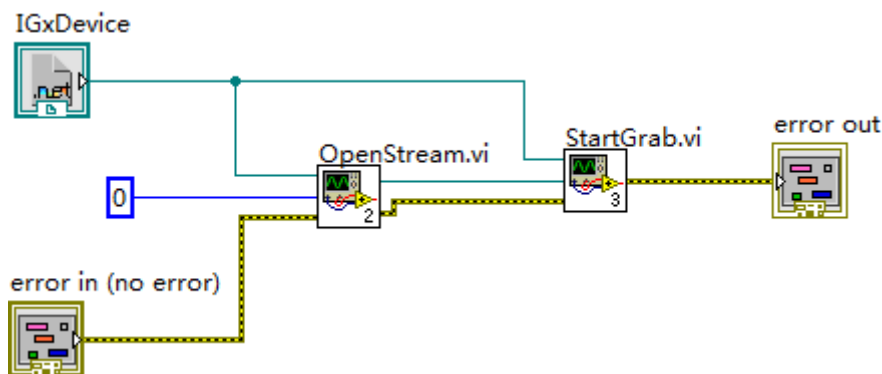 IGxDevice
.net
OpenStream.vi
StartGrab.vi
error out
0
2
3
error in (no error)